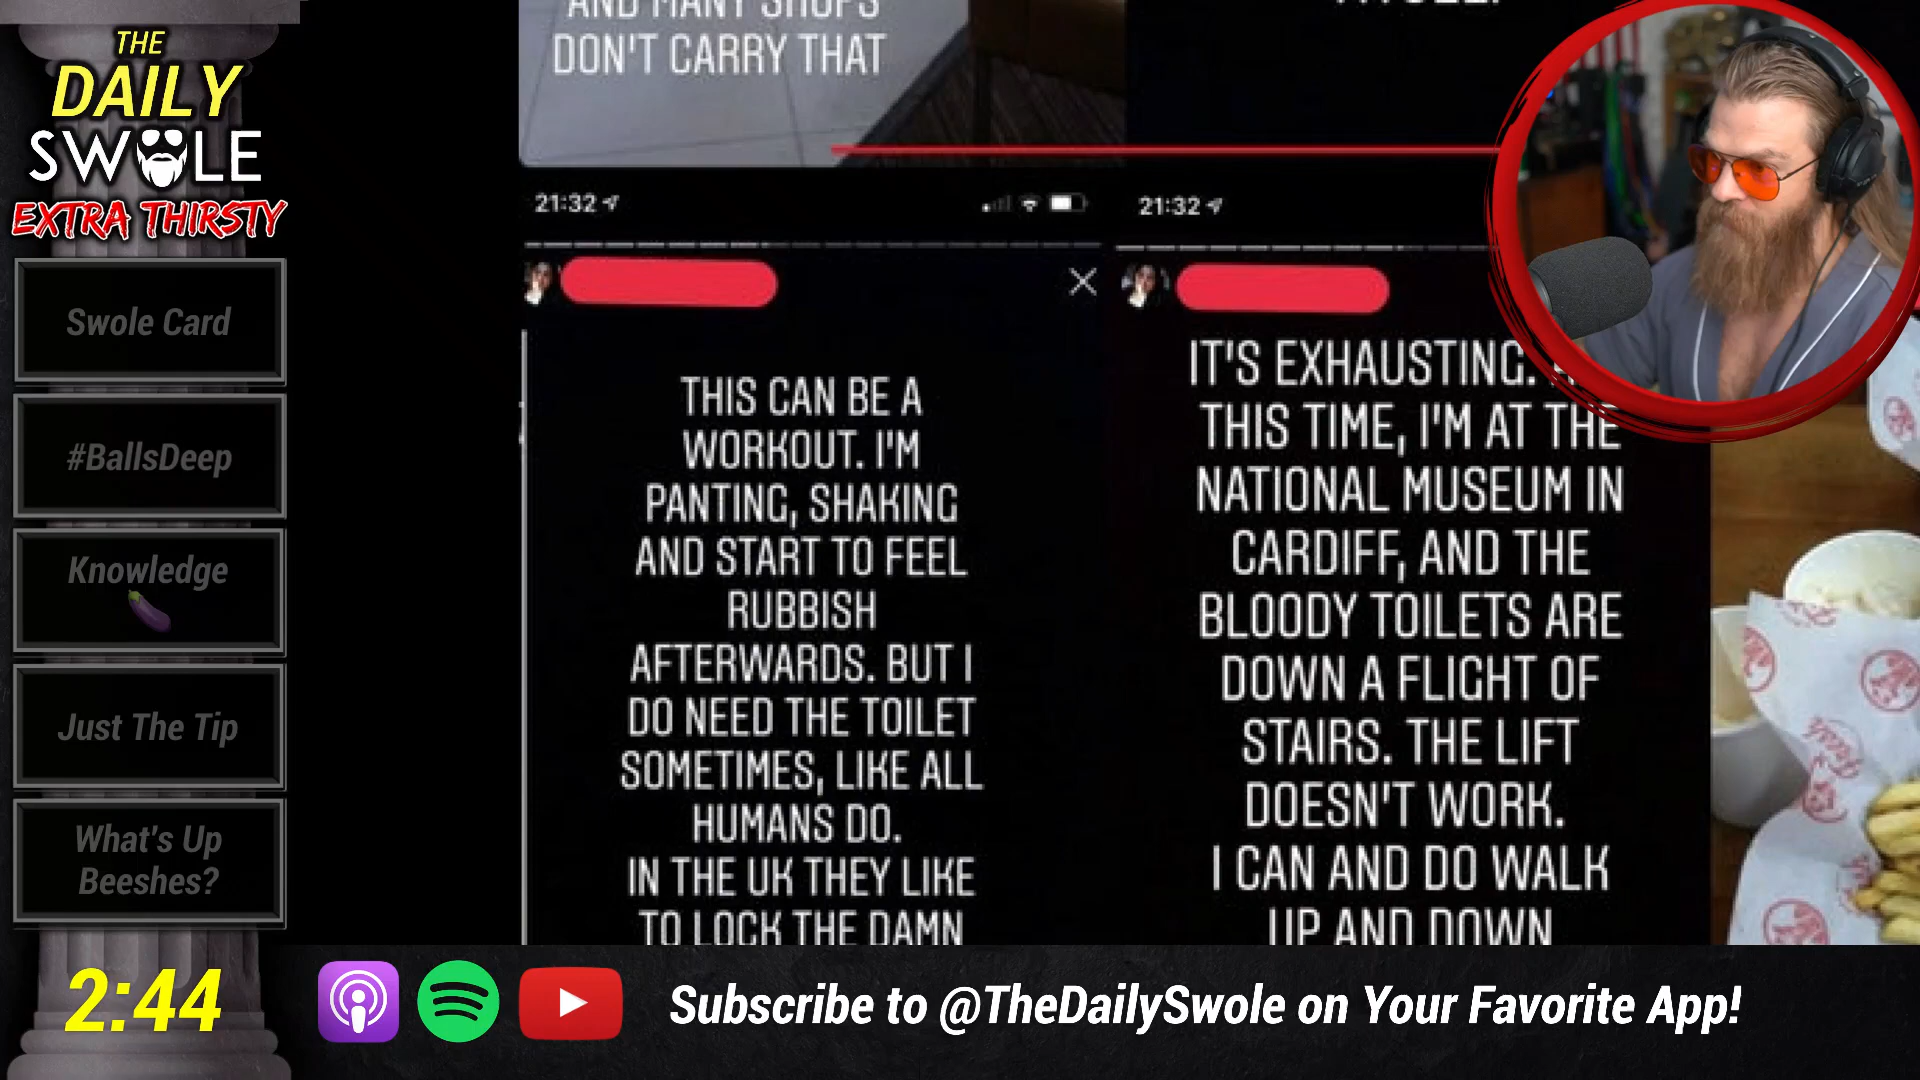 THE
DAILY
SWOLE
EXTRA THIRSTY
Swole Card
#BallsDeep
Knowledge
Just The Tip
What's Up
Beeshes?
2:44
DON'T CARRY THAT
21:32
THIS CAN BE A
WORKOUT. I'M
PANTING, SHAKING
AND START TO FEEL
RUBBISH
AFTERWARDS. BUT I
DO NEED THE TOILET
SOMETIMES, LIKE ALL
HUMANS DO.
IN THE UK THEY LIKE
TO LOCK THE DAMN
21:32
IT'S EXHAUSTING.
THIS TIME, I'M AT THE
NATIONAL MUSEUM IN
CARDIFF, AND THE
BLOODY TOILETS ARE
DOWN A FLIGHT OF
STAIRS. THE LIFT
DOESN'T WORK.
I CAN AND DO WALK
UP AND DOWN
Subscribe to @TheDailySwole on Your Favorite App!